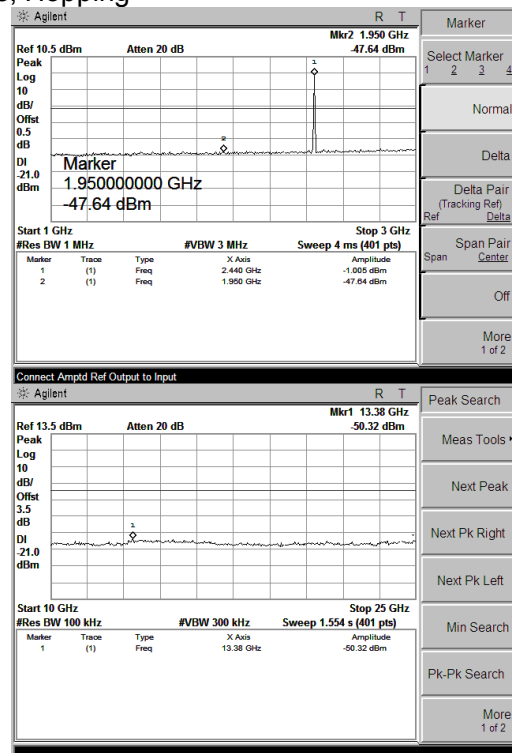 s, Hopping
Agilent R T
Mkr2 1.950 GHz
Ref 10.5 dBm Atten 20 dB -47.64 dBm
Peak
Log
10
dB/
Offst
0.5
dB
DI
-21.0
dBm
1
2
Marker
1.950000000 GHz
-47.64 dBm
Start 1 GHz Stop 3 GHz
#Res BW 1 MHz #VBW 3 MHz Sweep 4 ms (401 pts)
Marker Trace Type X Axis Amplitude
1 (1) Freq 2.440 GHz -1.005 dBm
2 (1) Freq 1.950 GHz -47.64 dBm
Marker
Select Marker
1 2 3 4
Normal
Delta
Delta Pair
(Tracking Ref)
Ref Delta
Span Pair
Span Center
Off
More
1 of 2
Connect Amptd Ref Output to Input
Agilent R T
Mkr1 13.38 GHz
Ref 13.5 dBm Atten 20 dB -50.32 dBm
Peak
Log
10
dB/
Offst
3.5
dB
DI
-21.0
dBm
1
Start 10 GHz Stop 25 GHz
#Res BW 100 kHz #VBW 300 kHz Sweep 1.554 s (401 pts)
Marker Trace Type X Axis Amplitude
1 (1) Freq 13.38 GHz -50.32 dBm
Peak Search
Meas Tools
Next Peak
Next Pk Right
Next Pk Left
Min Search
Pk-Pk Search
More
1 of 2